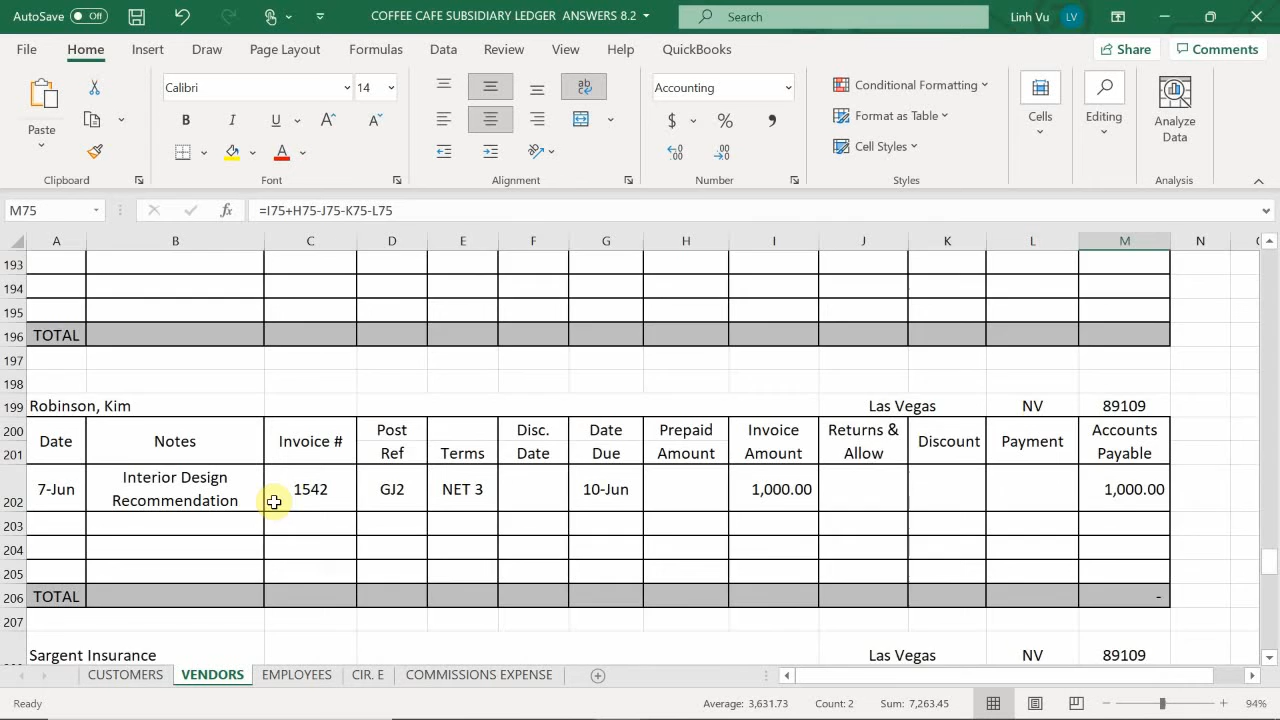 AutoSave Off COFFEE CAFE SUBSIDIARY LEDGER ANSWERS 8.2 Search Linh Vu LV
File Home Insert Draw Page Layout Formulas Data Review View Help QuickBooks Share Comments
Paste Calibri 14 Accounting Conditional Formatting Cells Editing Analyze Data
B I U A A $ % , Format as Table
Cell Styles
Clipboard Font Alignment Number Styles Analysis
M75 fx =I75+H75-J75-K75-L75
A B C D E F G H I J K L M N
193
194
195
196 TOTAL
197
198
199 Robinson, Kim Las Vegas NV 89109
200 Date Notes Invoice # Post Disc. Date Prepaid Invoice Returns & Discount Payment Accounts
201 Ref Terms Date Due Amount Amount Allow Payable
202 7-Jun Interior Design Recommendation 1542 GJ2 NET 3 10-Jun 1,000.00 1,000.00
203
204
205
206 TOTAL -
207
Sargent Insurance Las Vegas NV 89109
CUSTOMERS VENDORS EMPLOYEES CIR. E COMMISSIONS EXPENSE
Ready Average: 3,631.73 Count: 2 Sum: 7,263.45 94%